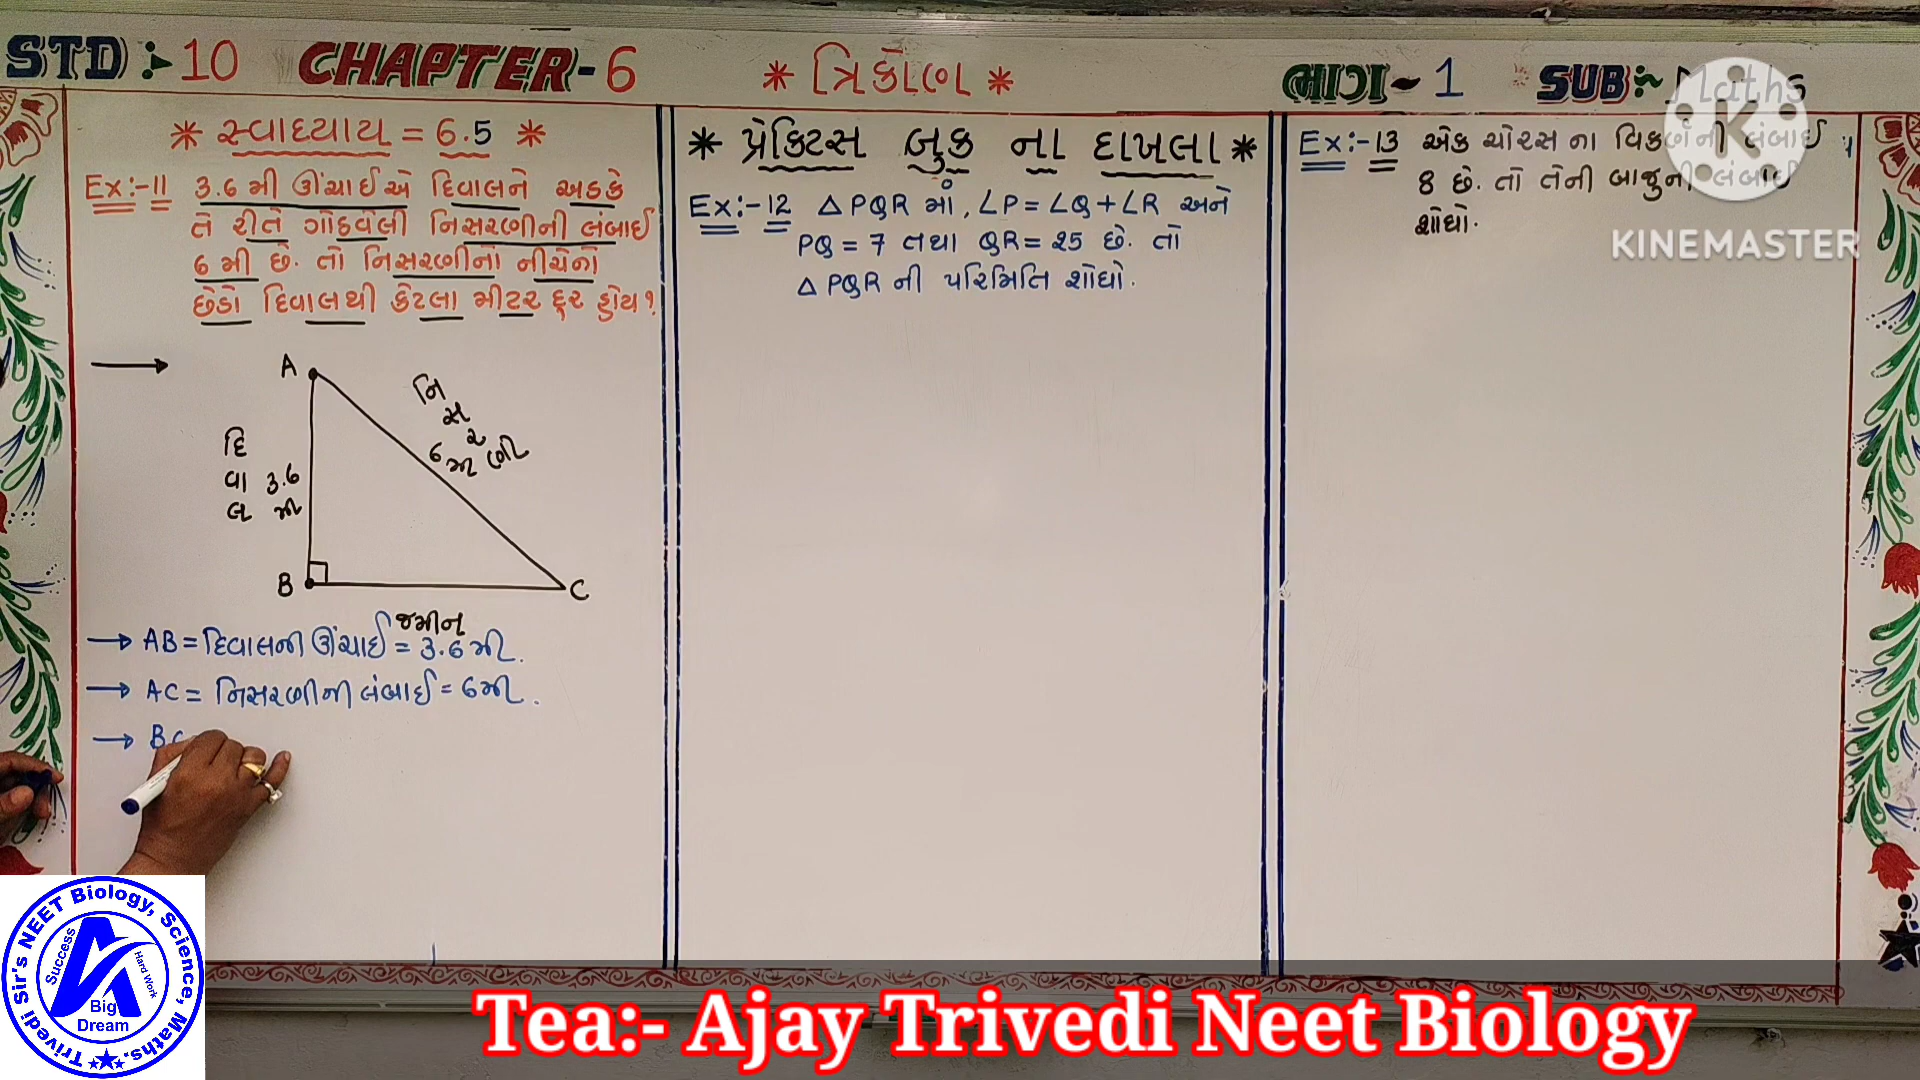 STD :- 10 CHAPTER-6 * ત્રિકોણ * ભાગ - 1 SUB:~
* સ્વાધ્યાય = 6.5 *
Ex:-11 3.6 મી ઊંચાઈએ દિવાલને અડકે
તે રીતે ગોઠવેલી નિસરણીની લંબાઈ
6 મી છે. તો નિસરણીનો નીચેનો
છેડો દિવાલથી કેટલા મીટર દૂર હોય?
A
નિ
સ
ર
ણી
6 મી
દિ
વા
લ
3.6
મી
B
C
જમીન
→ AB = દિવાલની ઊંચાઈ = 3.6 મી.
→ AC = નિસરણીની લંબાઈ = 6મી.
→ BC
* પ્રેકિટસ બુક ના દાખલા *
Ex:-12 △ PQR માં, ∠P = ∠Q + ∠R અને
PQ = 7 તથા QR = 25 છે. તો
△ PQR ની પરિમિતિ શોધો.
Ex:-13 એક ચોરસ ના વિકર્ણની લંબાઈ
8 છે. તો તેની બાજુની લંબાઈ
શોધો.
K
KINEMASTER
Trivedi Sir's NEET Biology, Science, Maths.
Success
Hard Work
Big
Dream
Tea:- Ajay Trivedi Neet Biology